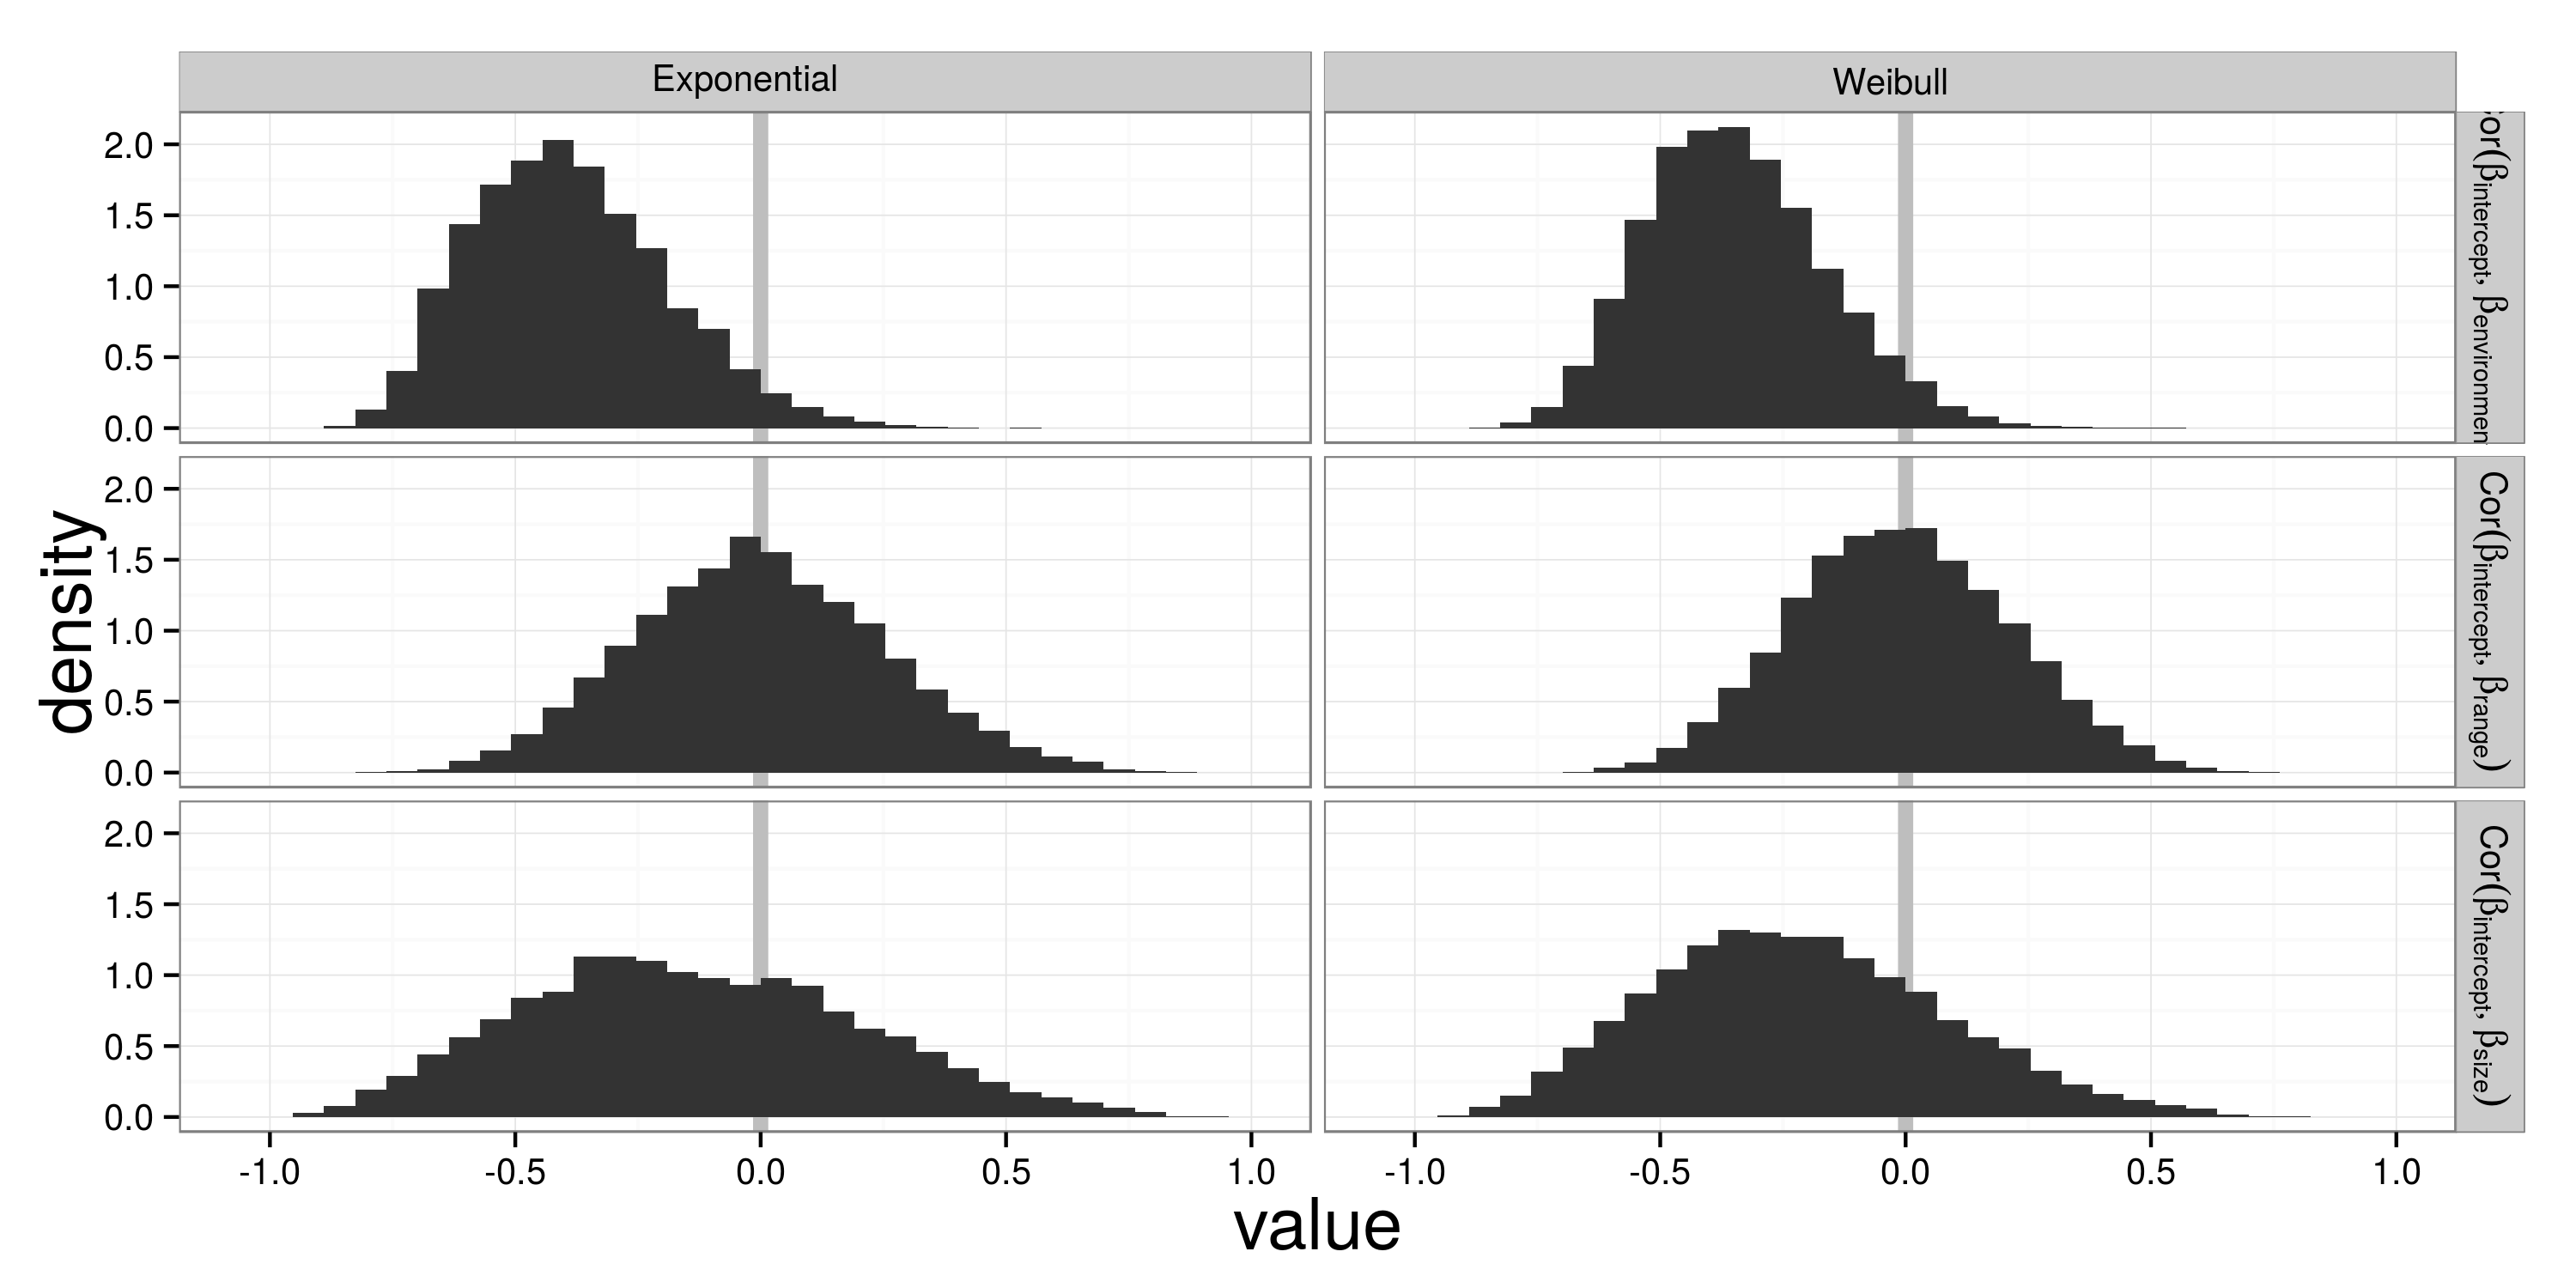 Exponential
Weibull
2.0
1.5
1.0
0.5
0.0
or(βintercept, βenvironmen
2.0
1.5
1.0
0.5
0.0
Cor(βintercept, βrange)
2.0
1.5
1.0
0.5
0.0
Cor(βintercept, βsize)
density
-1.0 -0.5 0.0 0.5 1.0
-1.0 -0.5 0.0 0.5 1.0
value